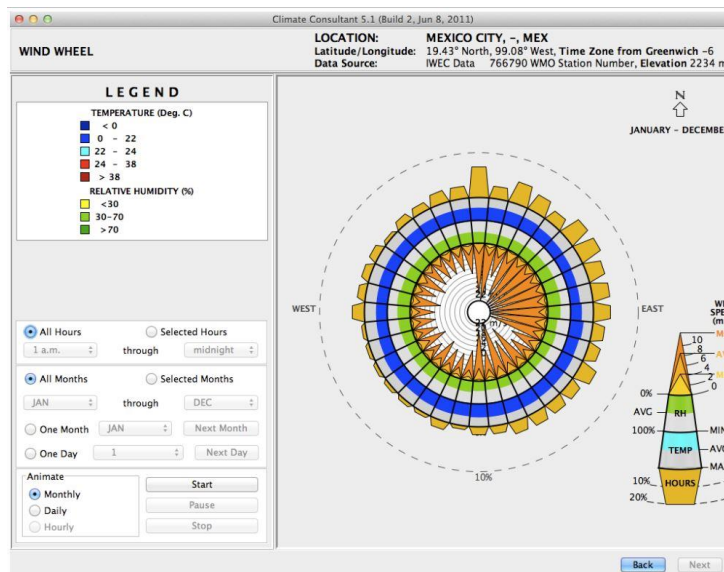 Climate Consultant 5.1 (Build 2, Jun 8, 2011)
WIND WHEEL
LOCATION: MEXICO CITY, -, MEX
Latitude/Longitude: 19.43° North, 99.08° West, Time Zone from Greenwich -6
Data Source: IWEC Data 766790 WMO Station Number, Elevation 2234 m
LEGEND
TEMPERATURE (Deg. C)
< 0
0 - 22
22 - 24
24 - 38
> 38
RELATIVE HUMIDITY (%)
<30
30-70
>70
All Hours Selected Hours
1 a.m. through midnight
All Months Selected Months
JAN through DEC
One Month JAN Next Month
One Day 1 Next Day
Animate
Monthly Start
Daily Pause
Hourly Stop
N
JANUARY - DECEMBE
WEST
EAST
10%
10
8
6
4
2
0
0%
AVG RH
100% MIN
TEMP AVG
MA
HOURS
10%
20%
Back Next